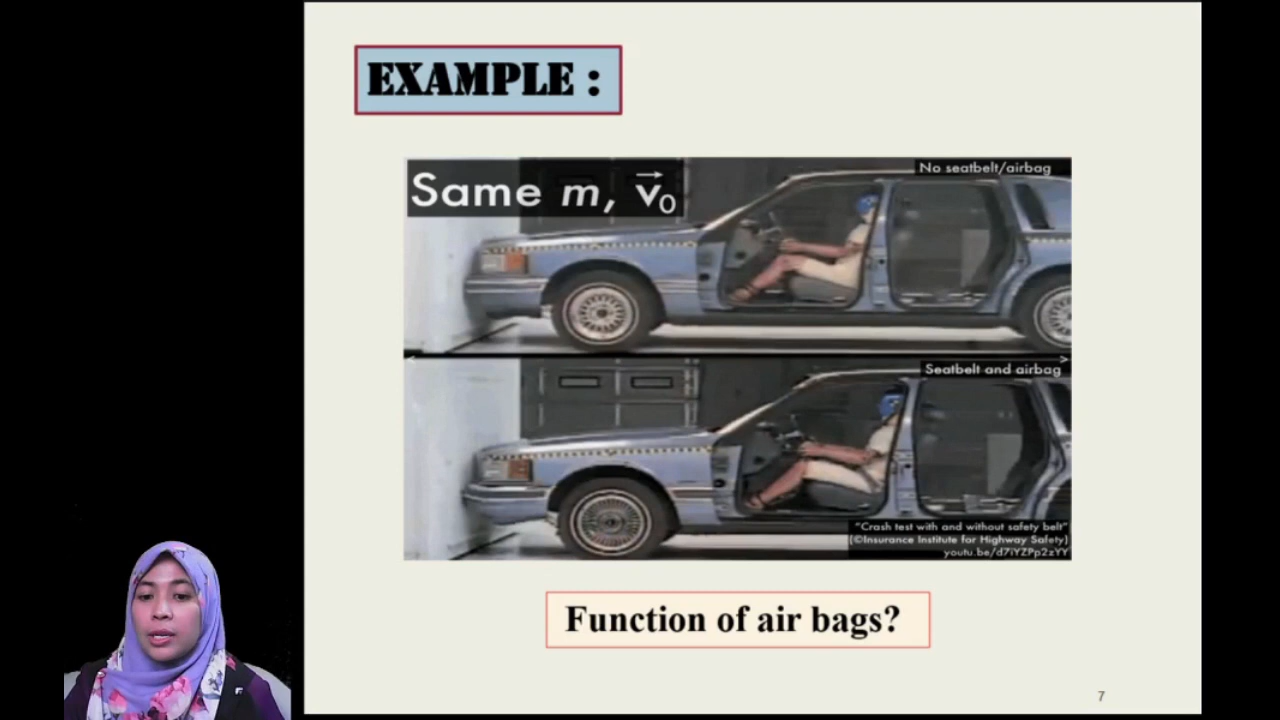 EXAMPLE :
Same m, v⃗₀
No seatbelt/airbag
Seatbelt and airbag
"Crash test with and without safety belt"
(©Insurance Institute for Highway Safety)
youtu.be/d7iYZPp2zYY
Function of air bags?
7